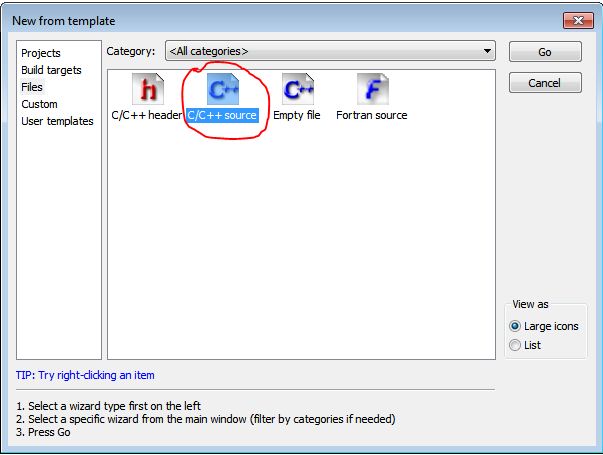 New from template
Projects
Build targets
Files
Custom
User templates
Category: <All categories>
Go
Cancel
h C++ C++ F
C/C++ header C/C++ source Empty file Fortran source
View as
Large icons
List
TIP: Try right-clicking an item
1. Select a wizard type first on the left
2. Select a specific wizard from the main window (filter by categories if needed)
3. Press Go